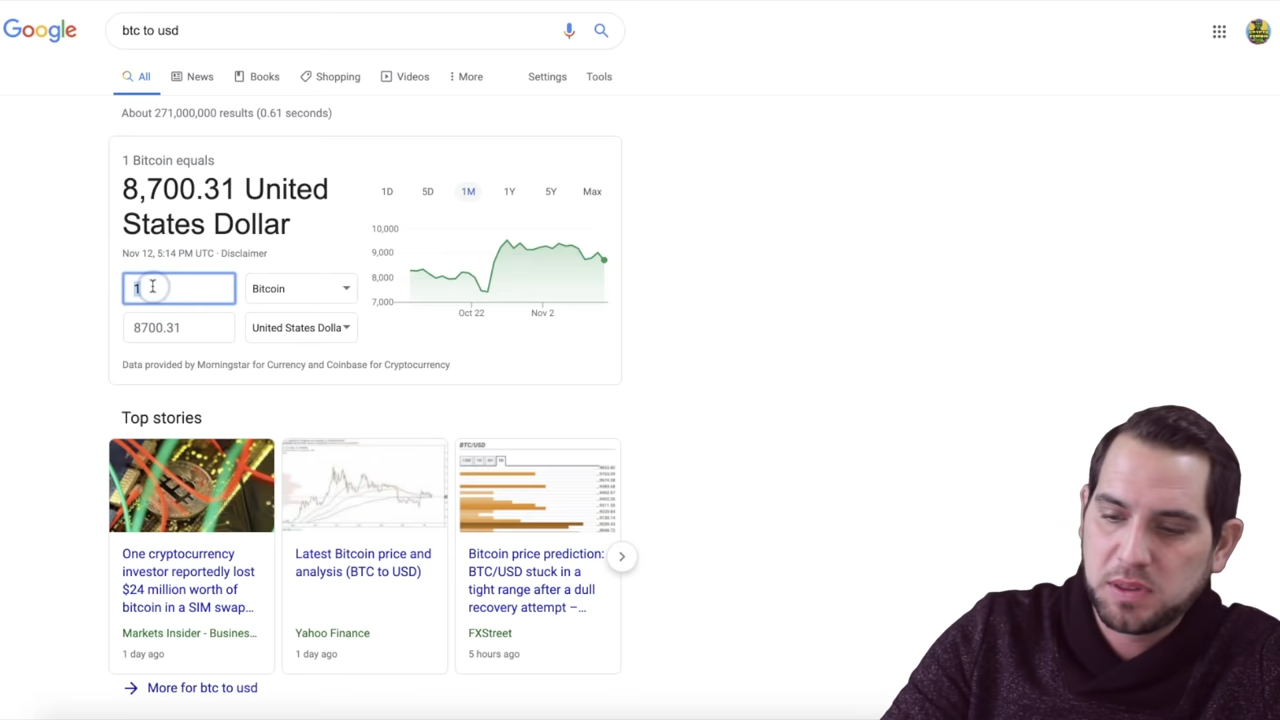 Google
btc to usd
All
News
Books
Shopping
Videos
More
Settings
Tools
About 271,000,000 results (0.61 seconds)
1 Bitcoin equals
8,700.31 United
States Dollar
Nov 12, 5:14 PM UTC · Disclaimer
1
Bitcoin
8700.31
United States Dolla
1D 5D 1M 1Y 5Y Max
10,000
9,000
8,000
7,000
Oct 22 Nov 2
Data provided by Morningstar for Currency and Coinbase for Cryptocurrency
Top stories
BTC/USD
One cryptocurrency
investor reportedly lost
$24 million worth of
bitcoin in a SIM swap...
Markets Insider - Busines...
1 day ago
Latest Bitcoin price and
analysis (BTC to USD)
Yahoo Finance
1 day ago
Bitcoin price prediction:
BTC/USD stuck in a
tight range after a dull
recovery attempt –...
FXStreet
5 hours ago
More for btc to usd